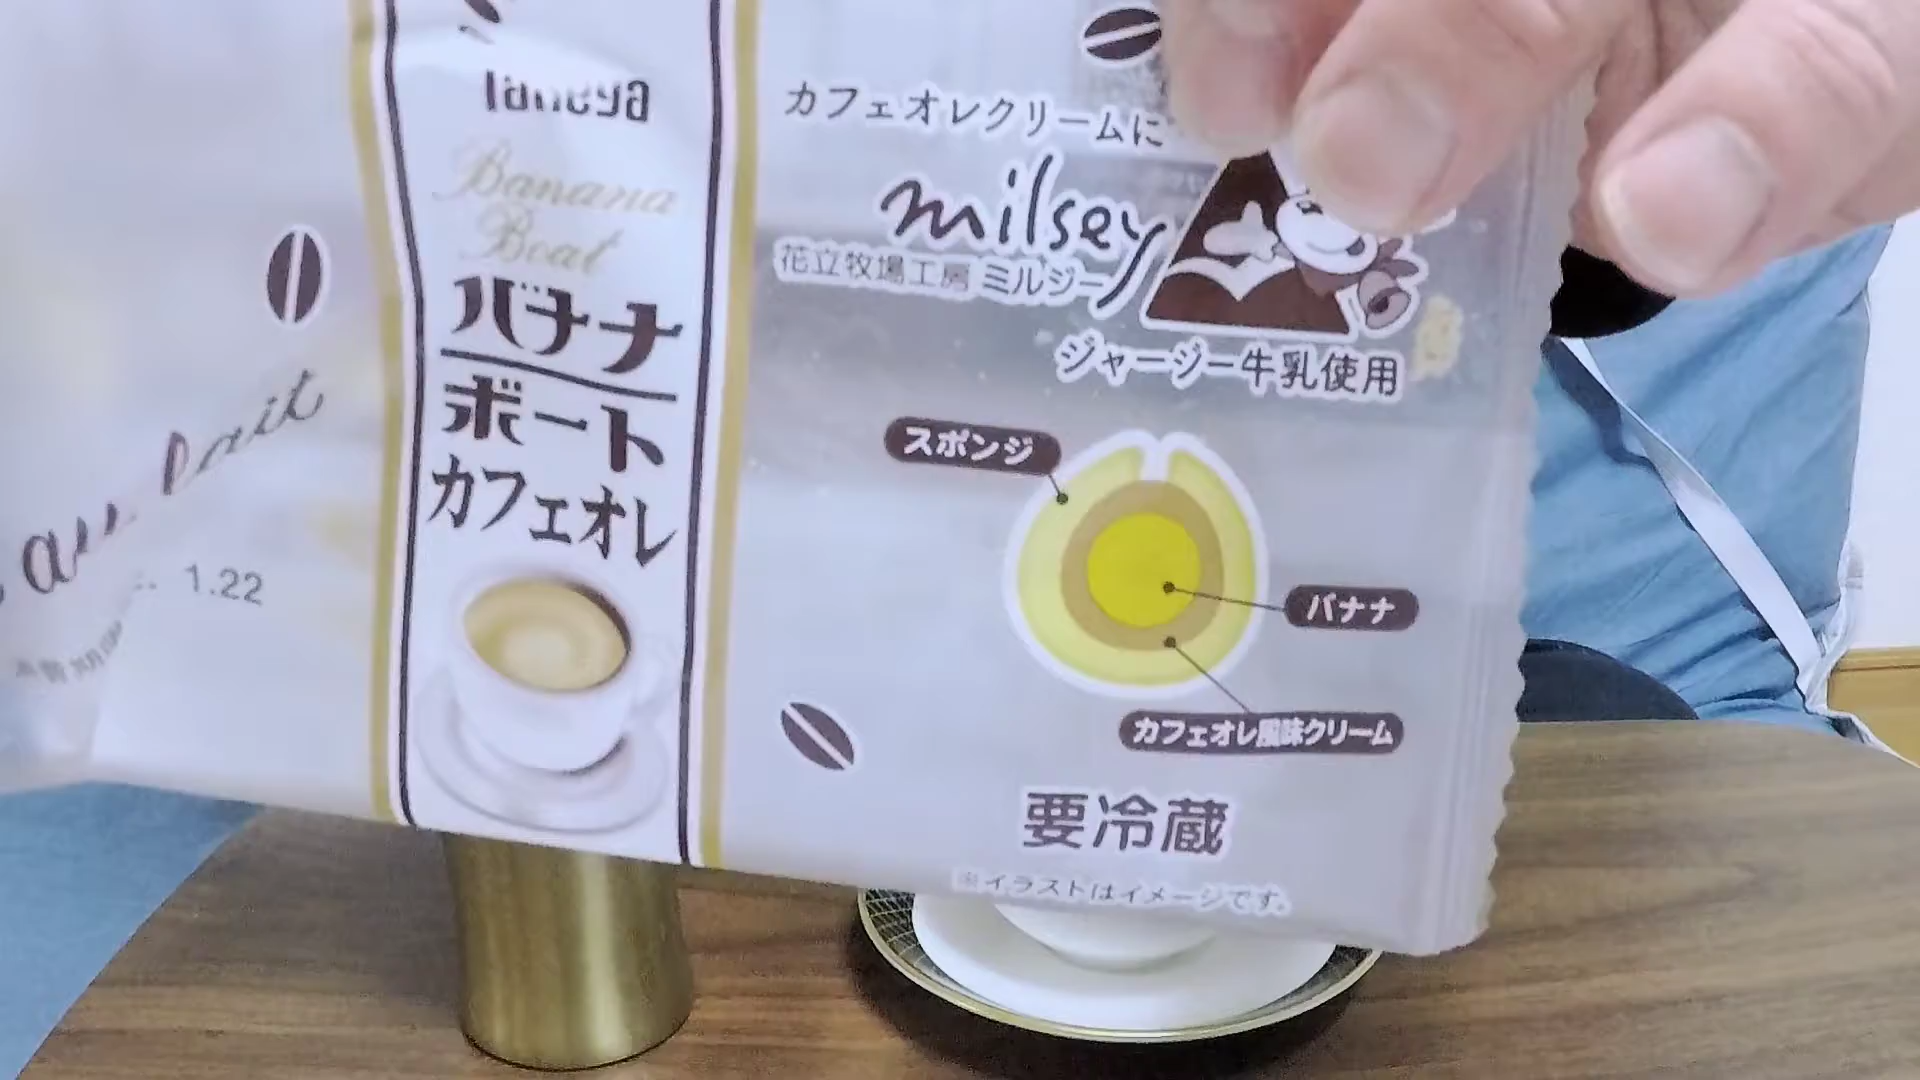 Taneya
Banana
Boat
バナナ
ボート
カフェオレ
au lait
1.22
カフェオレクリームに
milsey
花立牧場工房 ミルジー
ジャージー牛乳使用
スポンジ
バナナ
カフェオレ風味クリーム
要冷蔵
※イラストはイメージです。